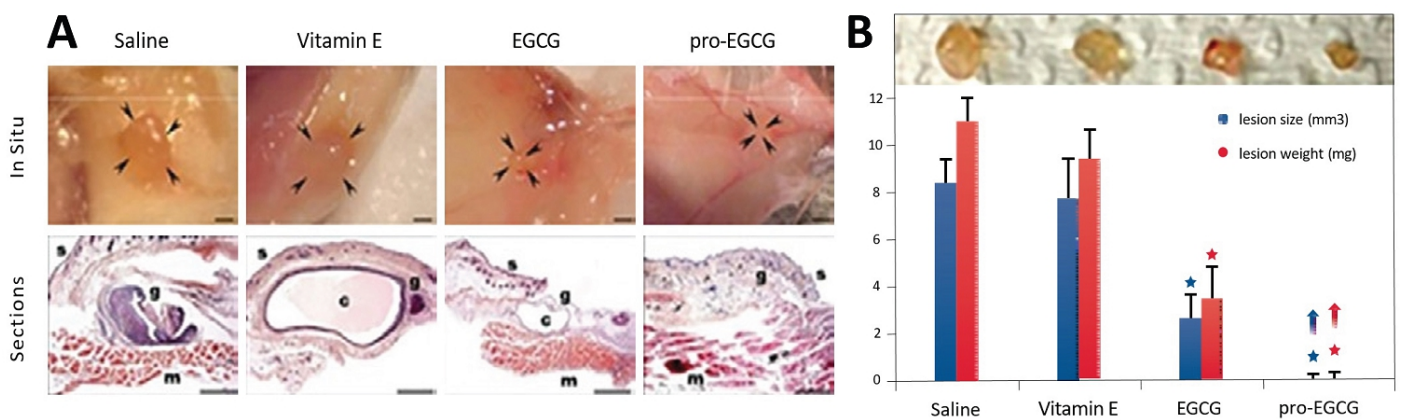 A
Saline
Vitamin E
EGCG
pro-EGCG
In Situ
Sections
s
g
m
s
g
c
s
g
c
m
g
s
m
B
12
10
8
6
4
2
0
lesion size (mm3)
lesion weight (mg)
Saline
Vitamin E
EGCG
pro-EGCG